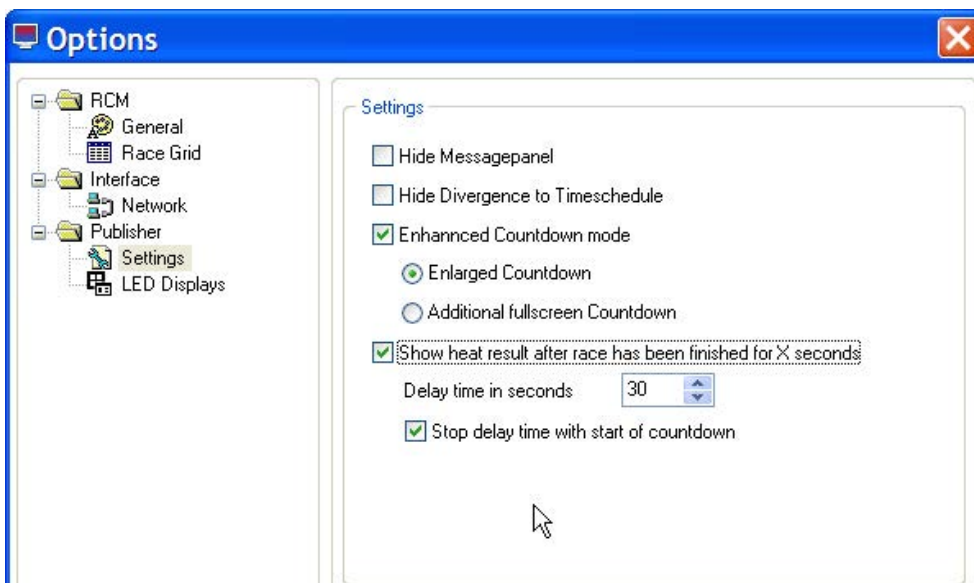 Options
RCM
General
Race Grid
Interface
Network
Publisher
Settings
LED Displays
Settings
Hide Messagepanel
Hide Divergence to Timeschedule
Enhannced Countdown mode
Enlarged Countdown
Additional fullscreen Countdown
Show heat result after race has been finished for X seconds
Delay time in seconds 30
Stop delay time with start of countdown